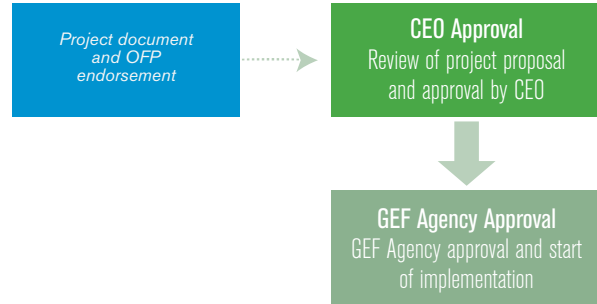 Project document
and OFP
endorsement
CEO Approval
Review of project proposal
and approval by CEO
GEF Agency Approval
GEF Agency approval and start
of implementation